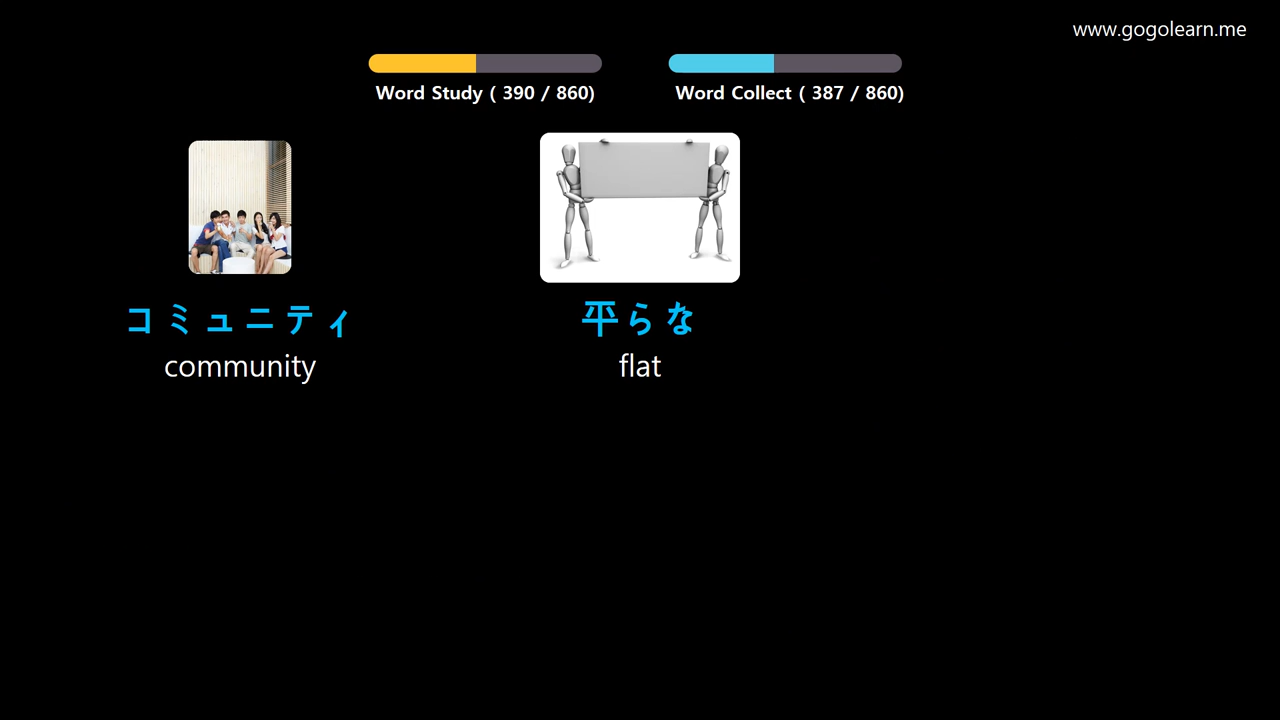 www.gogolearn.me
Word Study ( 390 / 860)
Word Collect ( 387 / 860)
コミュニティ
community
平らな
flat